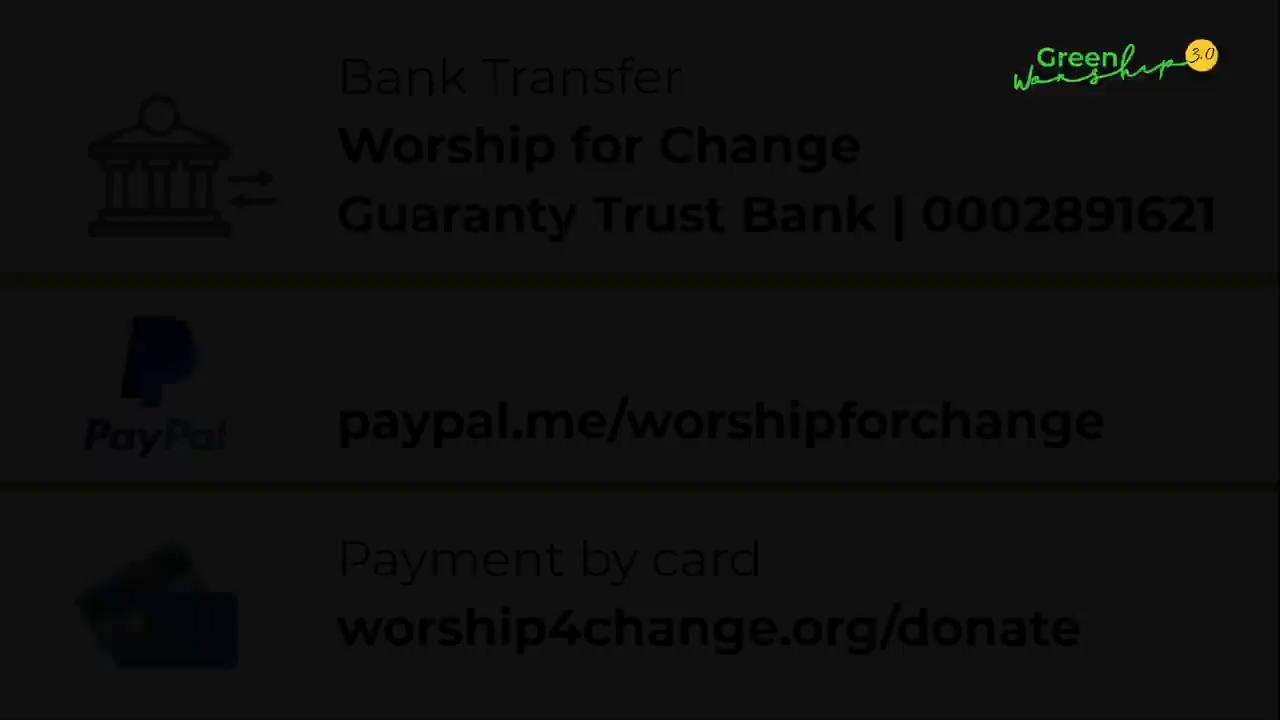 Green
Worship
3.0
Bank Transfer
Worship for Change
Guaranty Trust Bank | 0002891621
PayPal
paypal.me/worshipforchange
Payment by card
worship4change.org/donate